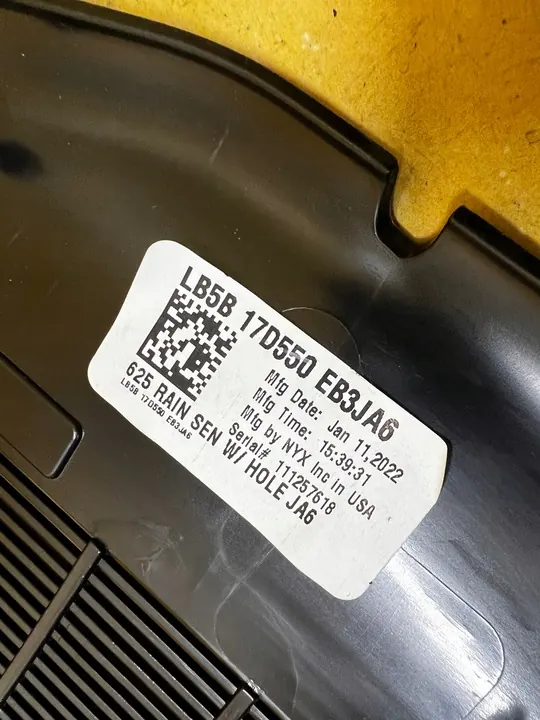 LB5B 17D550 EB3JA6
Mfg Date: Jan 11,2022
Mfg Time: 15:39:31
Mfg by NYX Inc in USA
Serial# 111257618
625 RAIN SEN W/ HOLE JA6
LB5B 17D550 EB3JA6